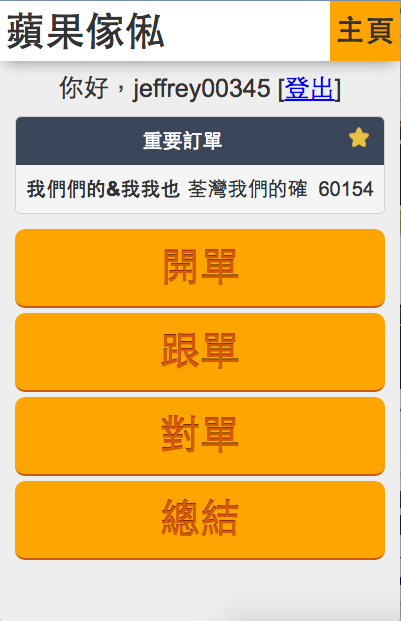 蘋果傢俬 主頁
你好，jeffrey00345 [登出]
重要訂單
我們們的&我我也 荃灣我們的確 60154
開單
跟單
對單
總結